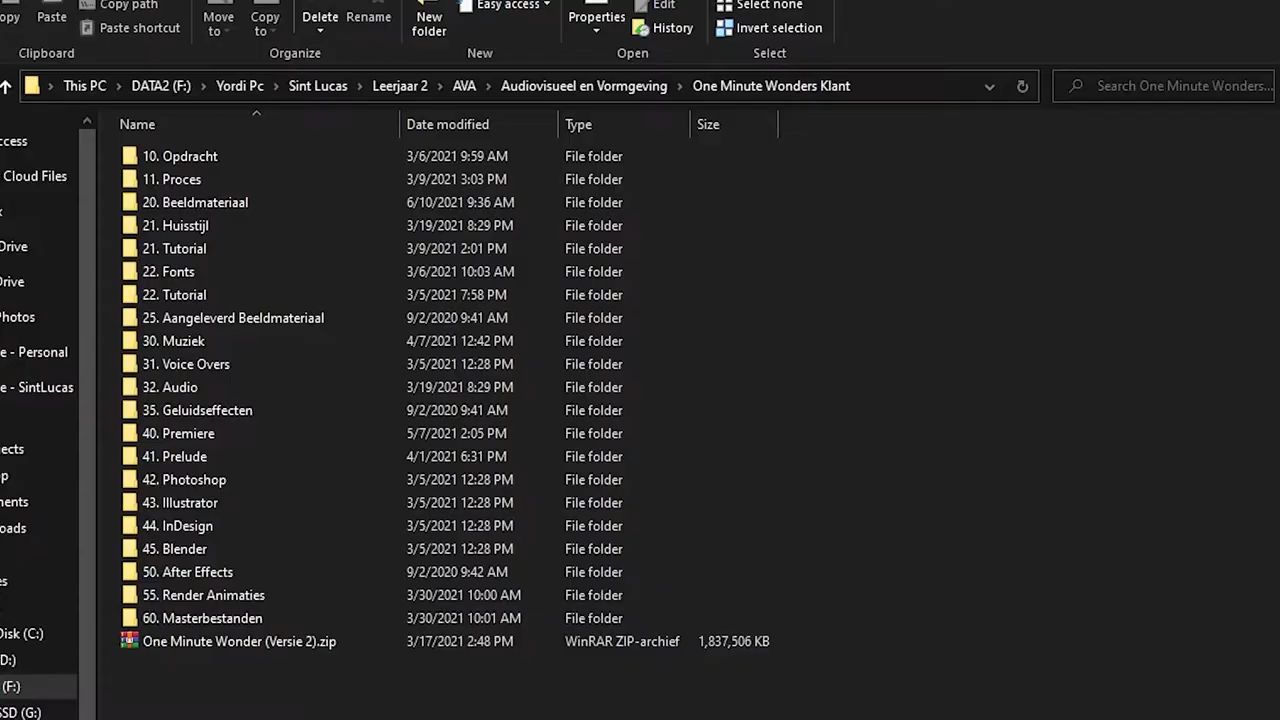 opy Paste Copy path Paste shortcut Move to Copy to Delete Rename New folder Easy access Properties Edit History Select none Invert selection
Clipboard Organize New Open Select
This PC > DATA2 (F:) > Yordi Pc > Sint Lucas > Leerjaar 2 > AVA > Audiovisueel en Vormgeving > One Minute Wonders Klant Search One Minute Wonders...
Name Date modified Type Size
10. Opdracht 3/6/2021 9:59 AM File folder
11. Proces 3/9/2021 3:03 PM File folder
20. Beeldmateriaal 6/10/2021 9:36 AM File folder
21. Huisstijl 3/19/2021 8:29 PM File folder
21. Tutorial 3/9/2021 2:01 PM File folder
22. Fonts 3/6/2021 10:03 AM File folder
22. Tutorial 3/5/2021 7:58 PM File folder
25. Aangeleverd Beeldmateriaal 9/2/2020 9:41 AM File folder
30. Muziek 4/7/2021 12:42 PM File folder
31. Voice Overs 3/5/2021 12:28 PM File folder
32. Audio 3/19/2021 8:29 PM File folder
35. Geluidseffecten 9/2/2020 9:41 AM File folder
40. Premiere 5/7/2021 2:05 PM File folder
41. Prelude 4/1/2021 6:31 PM File folder
42. Photoshop 3/5/2021 12:28 PM File folder
43. Illustrator 3/5/2021 12:28 PM File folder
44. InDesign 3/5/2021 12:28 PM File folder
45. Blender 3/5/2021 12:28 PM File folder
50. After Effects 9/2/2020 9:42 AM File folder
55. Render Animaties 3/30/2021 10:00 AM File folder
60. Masterbestanden 3/30/2021 10:01 AM File folder
One Minute Wonder (Versie 2).zip 3/17/2021 2:48 PM WinRAR ZIP-archief 1,837,506 KB
ccess
Cloud Files
x
Drive
rive
hotos
e - Personal
e - SintLucas
ects
p
ments
oads
es
Disk (C:)
D:)
(F:)
SSD (G:)